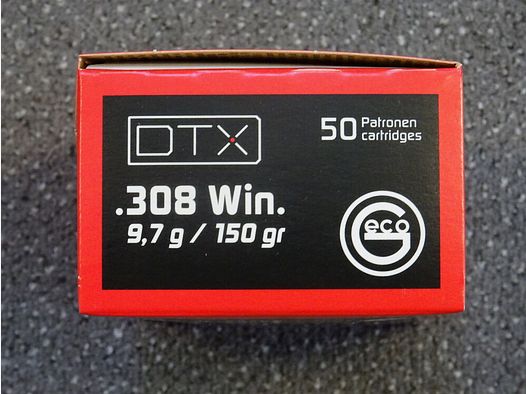 DTX
50 Patronen
cartridges
.308 Win.
9,7 g / 150 gr
Geco